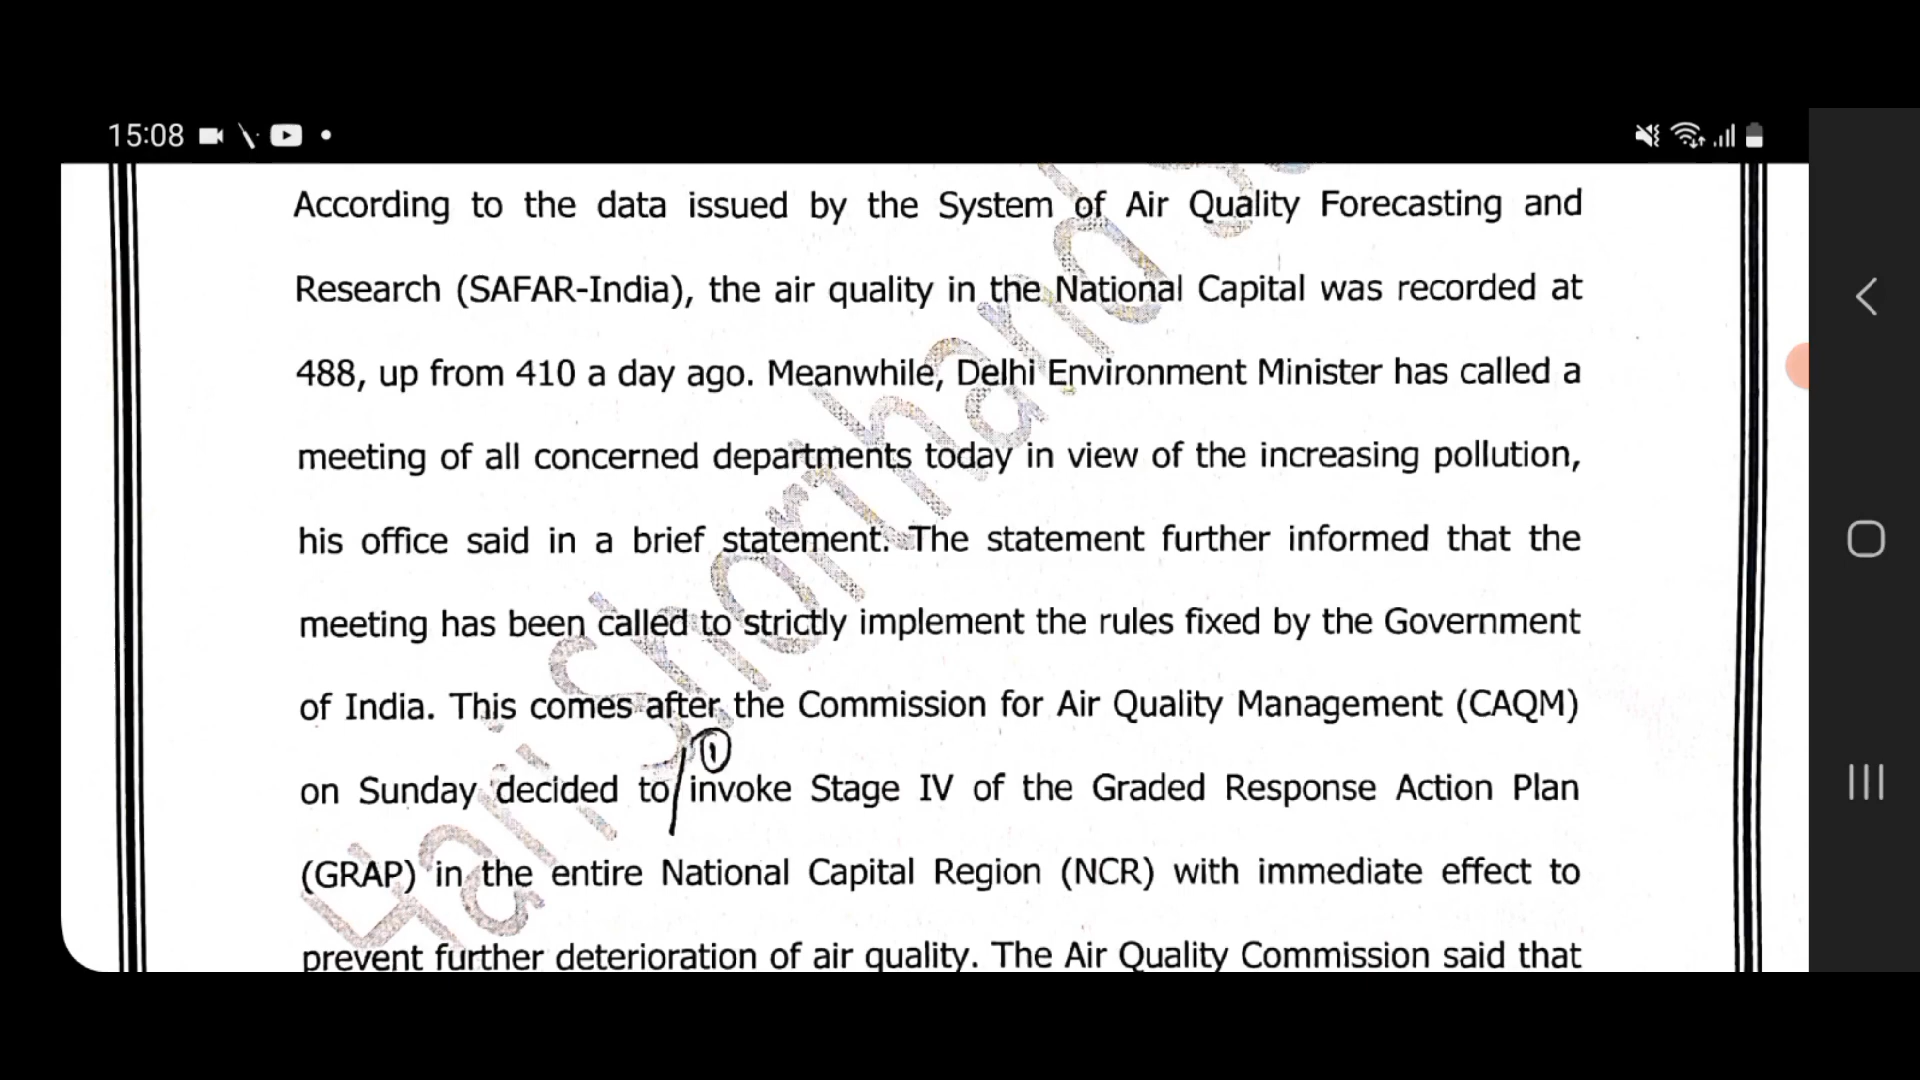 15:08
According to the data issued by the System of Air Quality Forecasting and
Research (SAFAR-India), the air quality in the National Capital was recorded at
488, up from 410 a day ago. Meanwhile, Delhi Environment Minister has called a
meeting of all concerned departments today in view of the increasing pollution,
his office said in a brief statement. The statement further informed that the
meeting has been called to strictly implement the rules fixed by the Government
of India. This comes after the Commission for Air Quality Management (CAQM)
1
on Sunday decided to/invoke Stage IV of the Graded Response Action Plan
(GRAP) in the entire National Capital Region (NCR) with immediate effect to
prevent further deterioration of air quality. The Air Quality Commission said that
Hari Shorthand